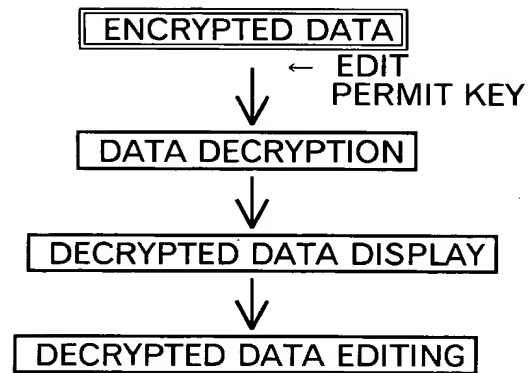 ENCRYPTED DATA
← EDIT
PERMIT KEY
DATA DECRYPTION
DECRYPTED DATA DISPLAY
DECRYPTED DATA EDITING